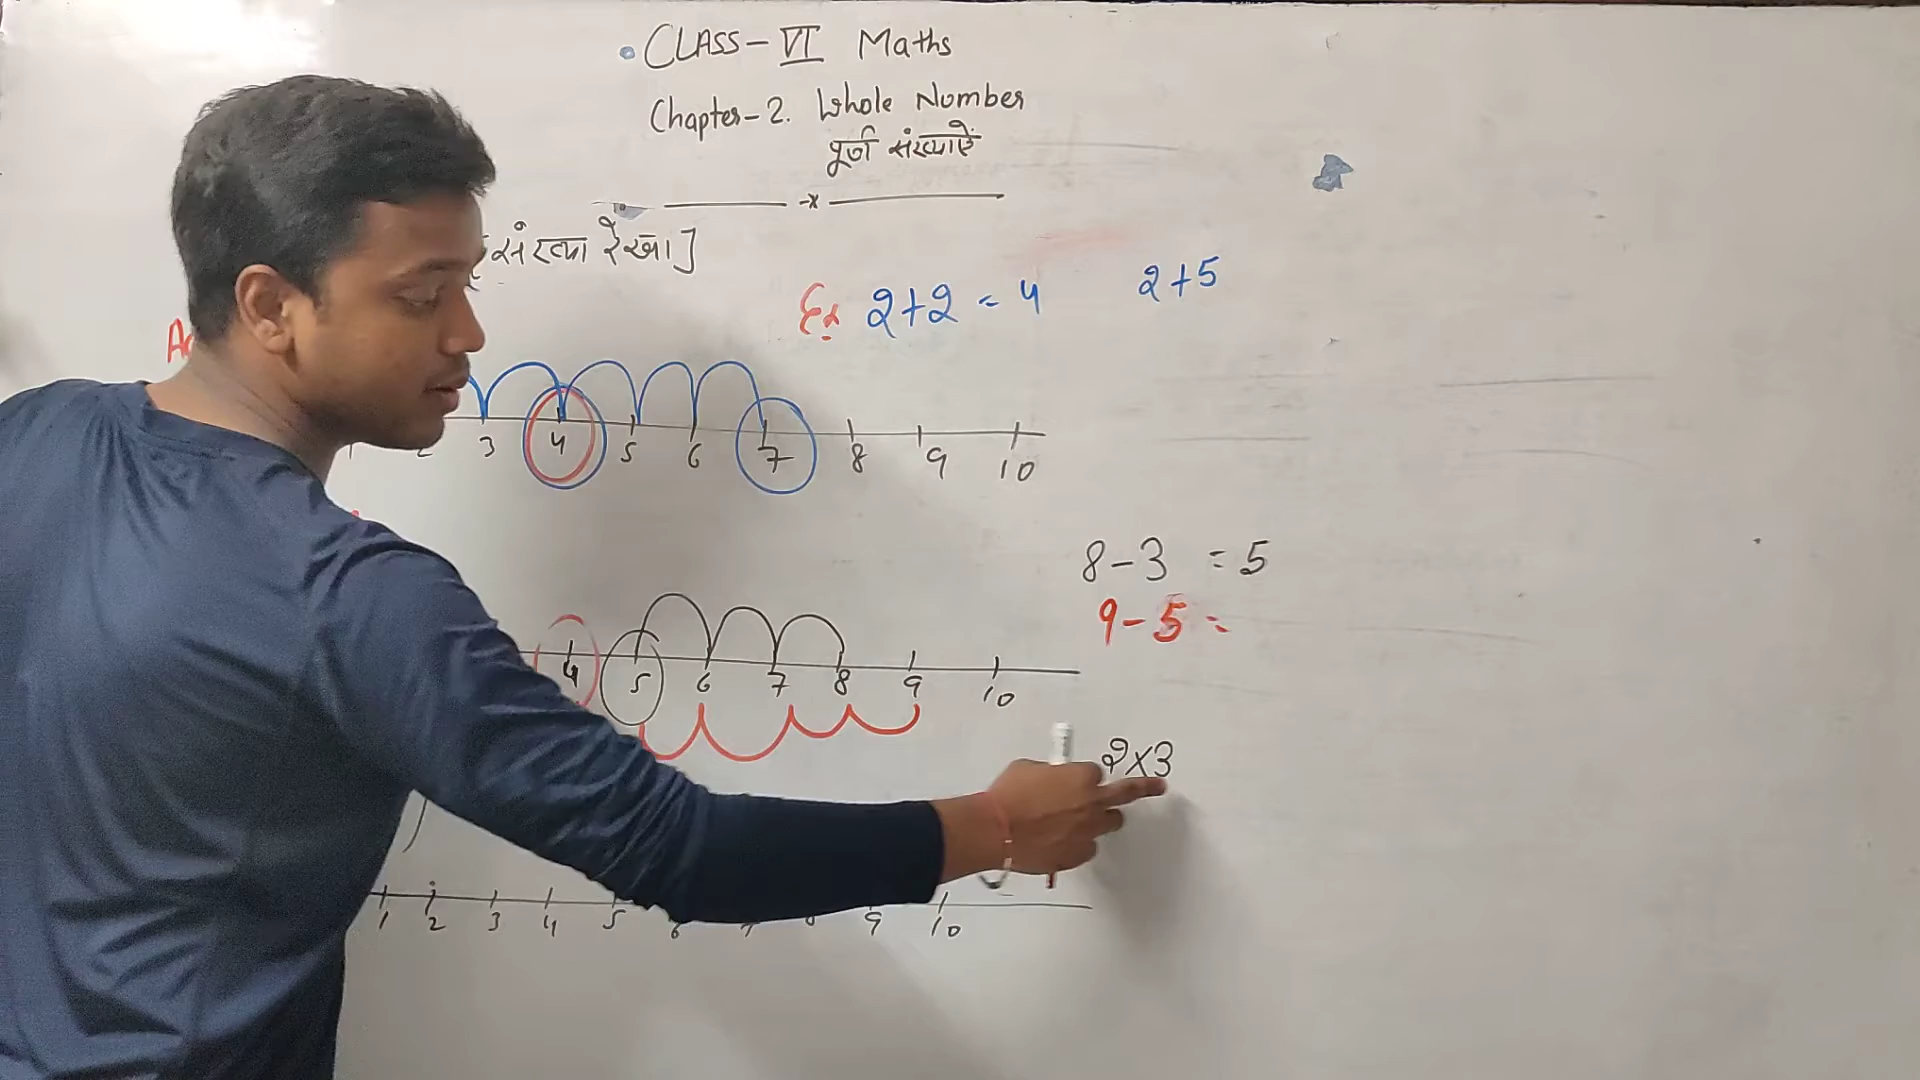 CLASS-VI Maths
Chapter-2. Whole Number
पूर्ण संख्याएँ
संख्या रेखा]
Ex 2+2 = 4 2+5
3 4 5 6 7 8 9 10
8-3 = 5
9-5 =
4 5 6 7 8 9 10
2x3
1 2 3 4 5 6 9 10